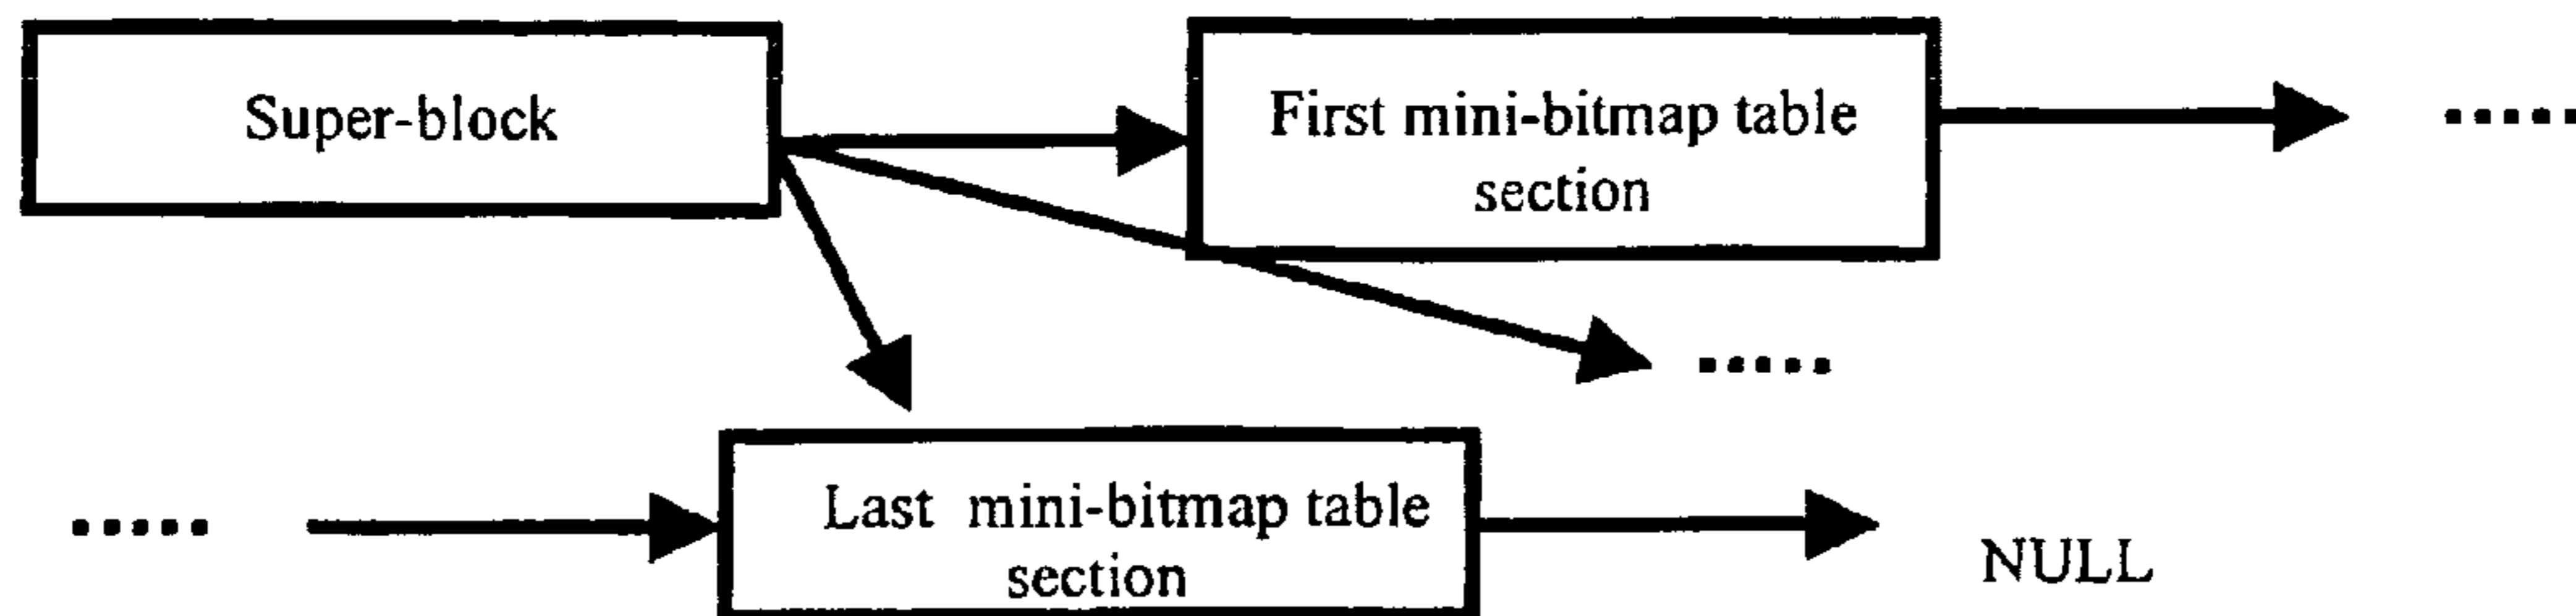 Super-block
First mini-bitmap table
section
.....
.....
.....
Last mini-bitmap table
section
NULL